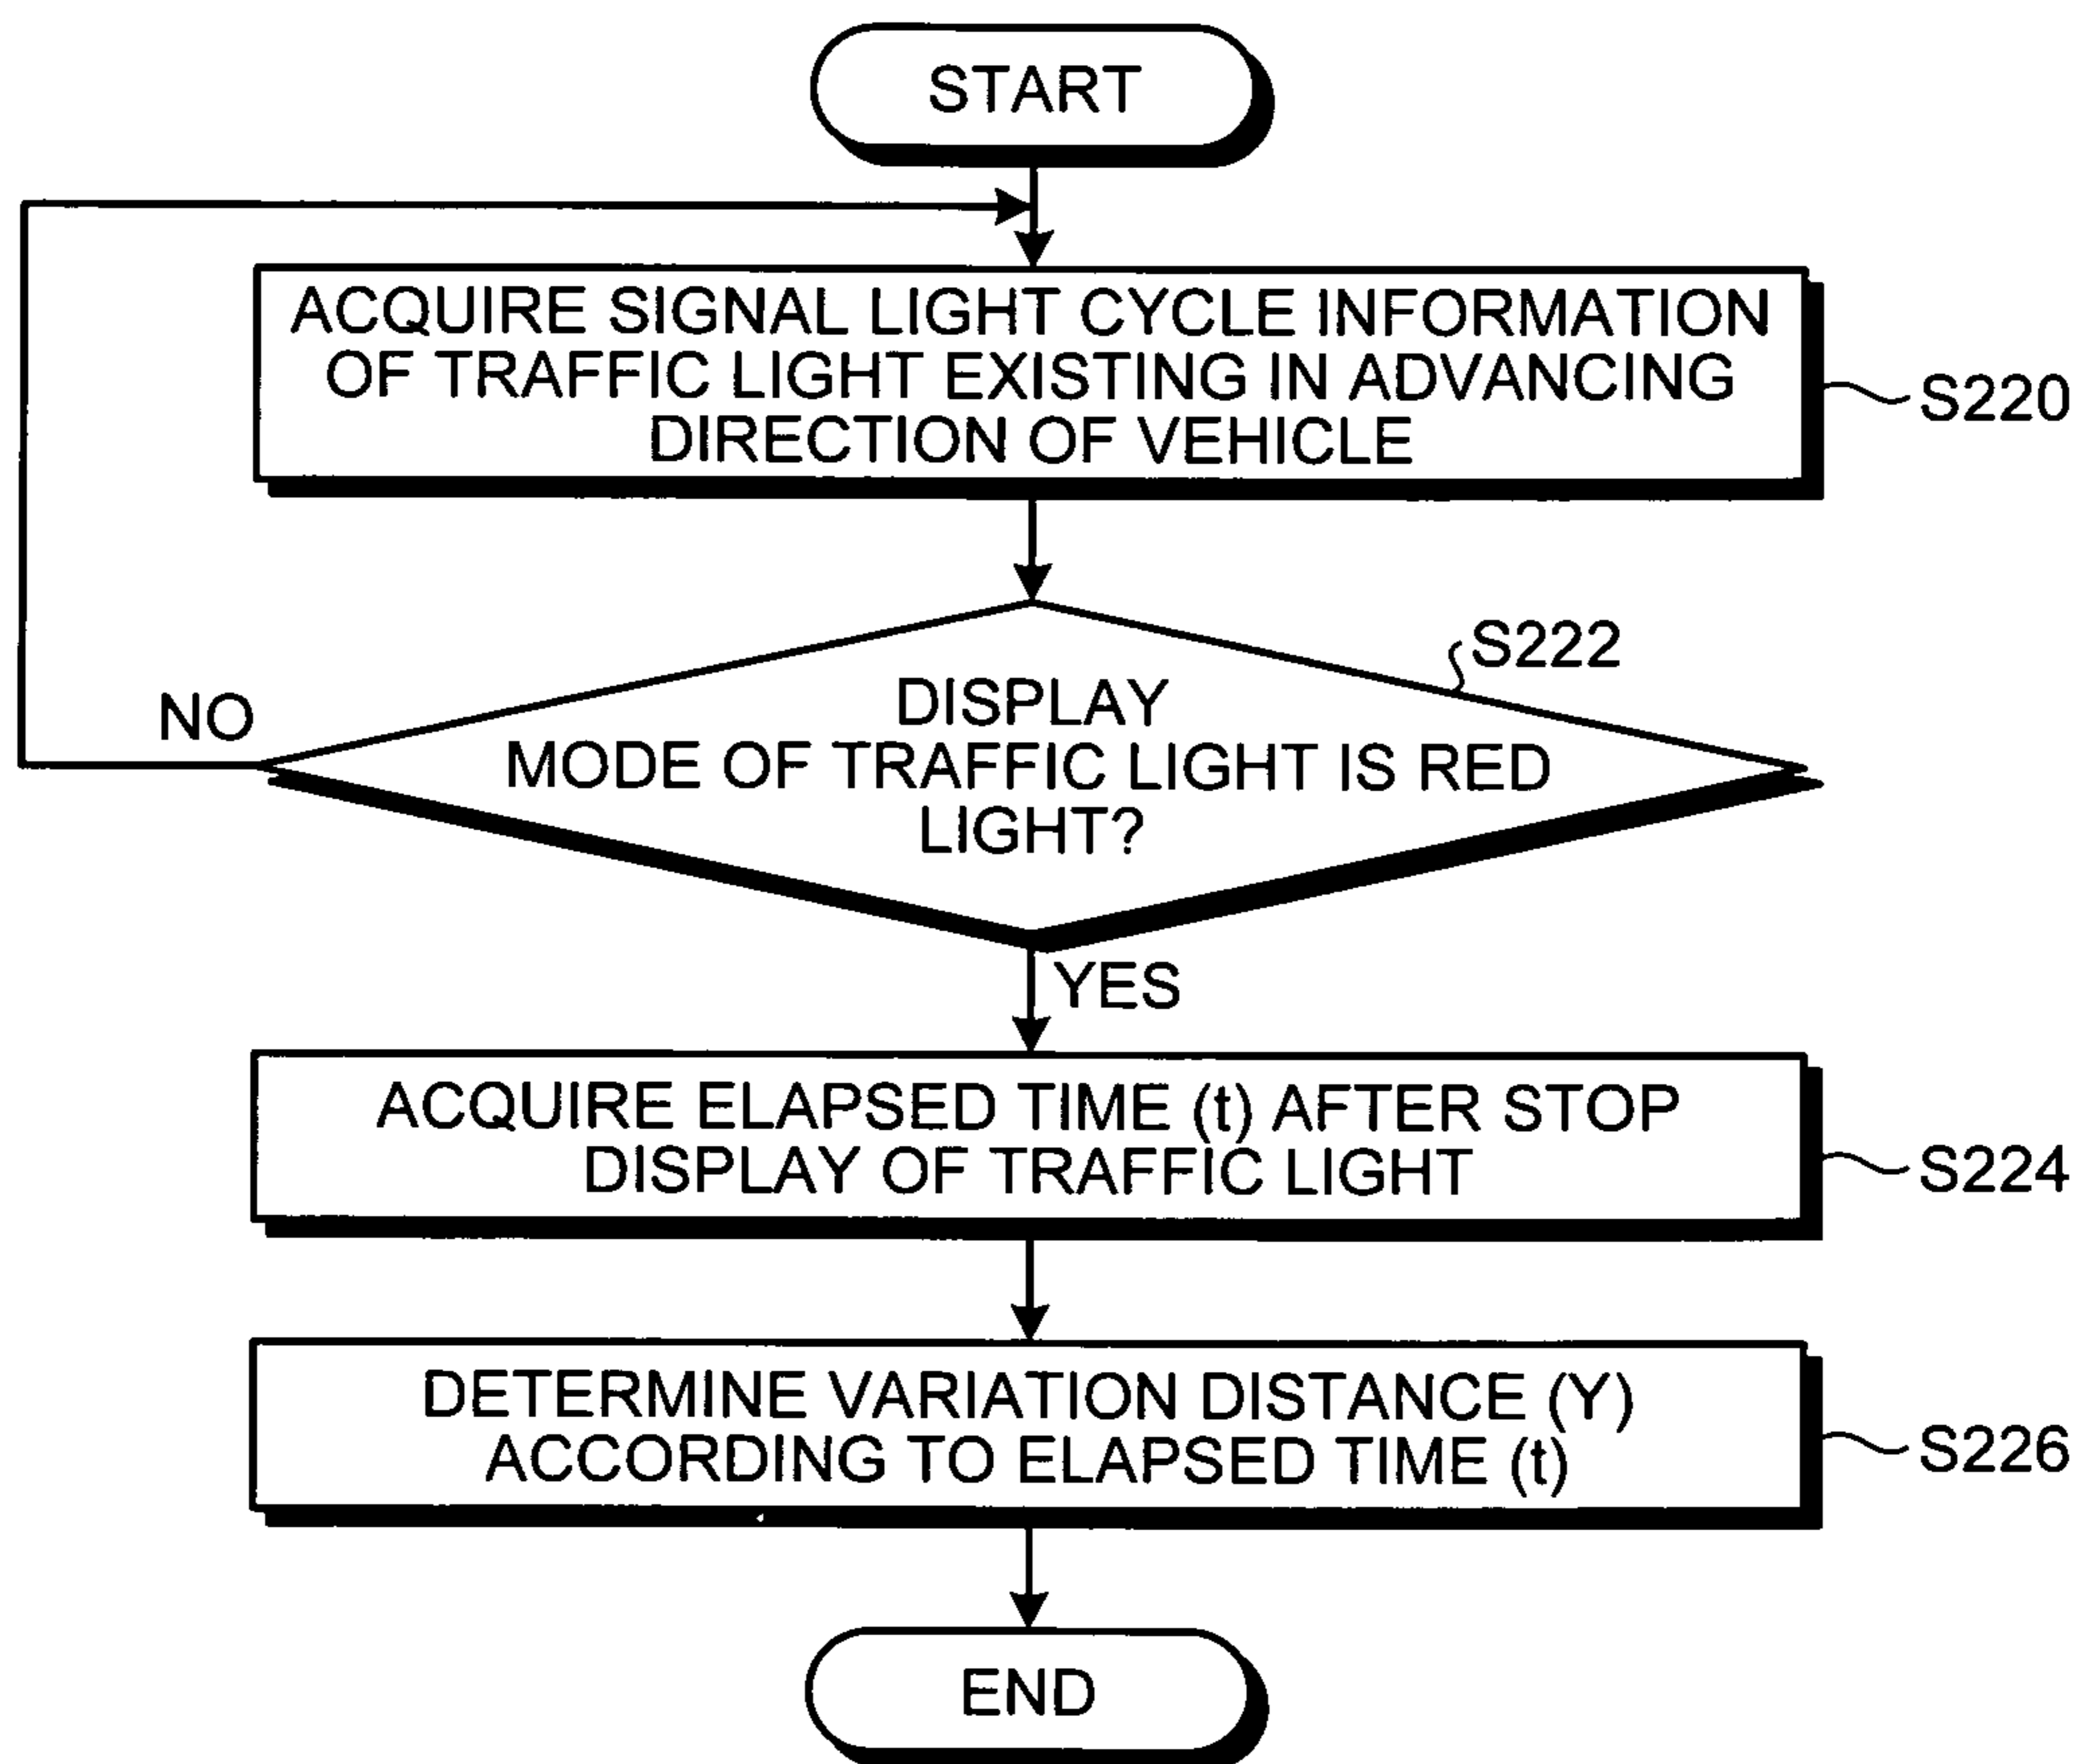 START
ACQUIRE SIGNAL LIGHT CYCLE INFORMATION
OF TRAFFIC LIGHT EXISTING IN ADVANCING
DIRECTION OF VEHICLE
S220
S222
DISPLAY
MODE OF TRAFFIC LIGHT IS RED
LIGHT?
NO
YES
ACQUIRE ELAPSED TIME (t) AFTER STOP
DISPLAY OF TRAFFIC LIGHT
S224
DETERMINE VARIATION DISTANCE (Y)
ACCORDING TO ELAPSED TIME (t)
S226
END